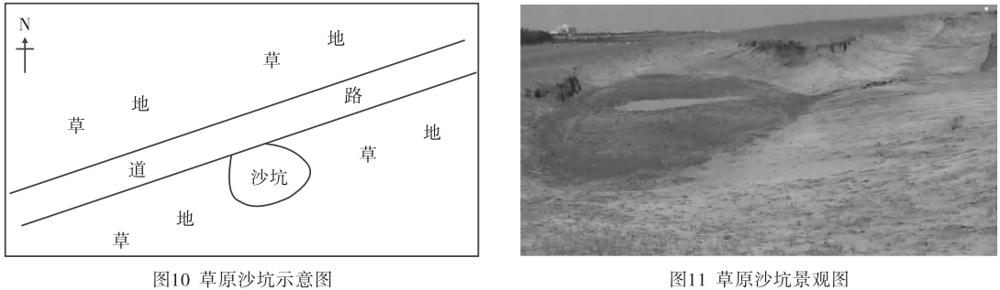 N
草 地
路
草 地
草 地
道
沙坑
草 地
图10 草原沙坑示意图
图11 草原沙坑景观图